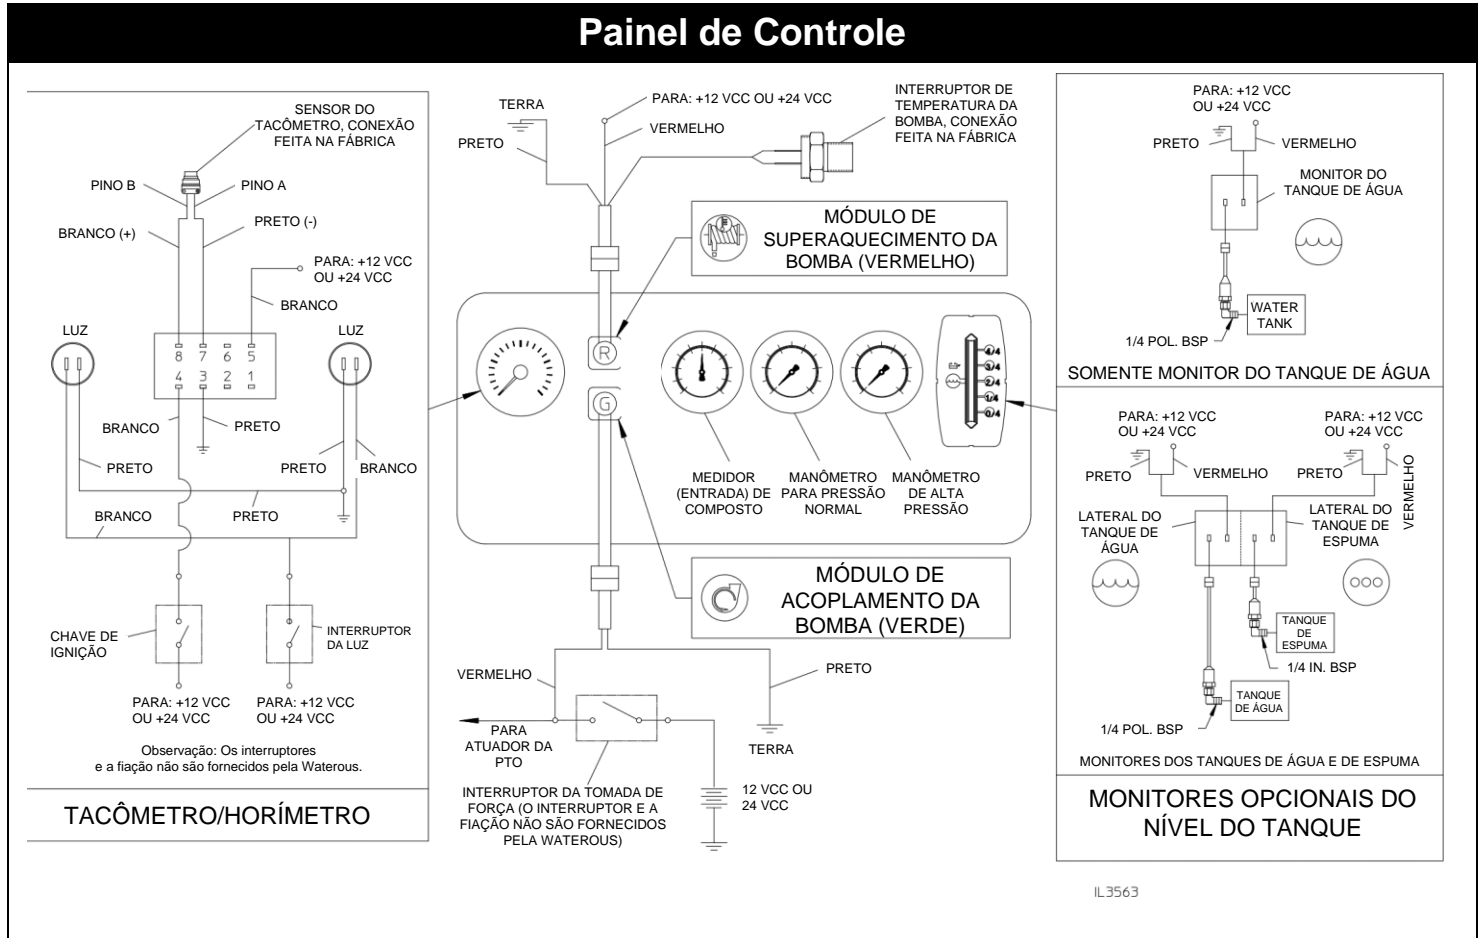 Painel de Controle
SENSOR DO
TACÔMETRO, CONEXÃO
FEITA NA FÁBRICA
PINO B
PINO A
BRANCO (+)
PRETO (-)
PARA: +12 VCC
OU +24 VCC
BRANCO
LUZ
LUZ
8 7 6 5
4 3 2 1
BRANCO
PRETO
PRETO
PRETO
BRANCO
BRANCO
PRETO
CHAVE DE
IGNIÇÃO
INTERRUPTOR
DA LUZ
PARA: +12 VCC
OU +24 VCC
PARA: +12 VCC
OU +24 VCC
Observação: Os interruptores
e a fiação não são fornecidos pela Waterous.
TACÔMETRO/HORÍMETRO
TERRA
PRETO
PARA: +12 VCC OU +24 VCC
VERMELHO
INTERRUPTOR DE
TEMPERATURA DA
BOMBA, CONEXÃO
FEITA NA FÁBRICA
MÓDULO DE
SUPERAQUECIMENTO DA
BOMBA (VERMELHO)
R
G
4/4
3/4
2/4
1/4
0/4
MEDIDOR
(ENTRADA) DE
COMPOSTO
MANÔMETRO
PARA PRESSÃO
NORMAL
MANÔMETRO
DE ALTA
PRESSÃO
MÓDULO DE
ACOPLAMENTO DA
BOMBA (VERDE)
VERMELHO
PRETO
PARA
ATUADOR DA
PTO
TERRA
INTERRUPTOR DA TOMADA DE
FORÇA (O INTERRUPTOR E A
FIAÇÃO NÃO SÃO FORNECIDOS
PELA WATEROUS)
12 VCC OU
24 VCC
PARA: +12 VCC
OU +24 VCC
PRETO
VERMELHO
MONITOR DO
TANQUE DE ÁGUA
WATER
TANK
1/4 POL. BSP
SOMENTE MONITOR DO TANQUE DE ÁGUA
PARA: +12 VCC
OU +24 VCC
PARA: +12 VCC
OU +24 VCC
PRETO
VERMELHO
PRETO
VERMELHO
LATERAL DO
TANQUE DE
ÁGUA
LATERAL DO
TANQUE DE
ESPUMA
TANQUE
DE
ESPUMA
1/4 IN. BSP
TANQUE
DE ÁGUA
1/4 POL. BSP
MONITORES DOS TANQUES DE ÁGUA E DE ESPUMA
MONITORES OPCIONAIS DO
NÍVEL DO TANQUE
IL3563